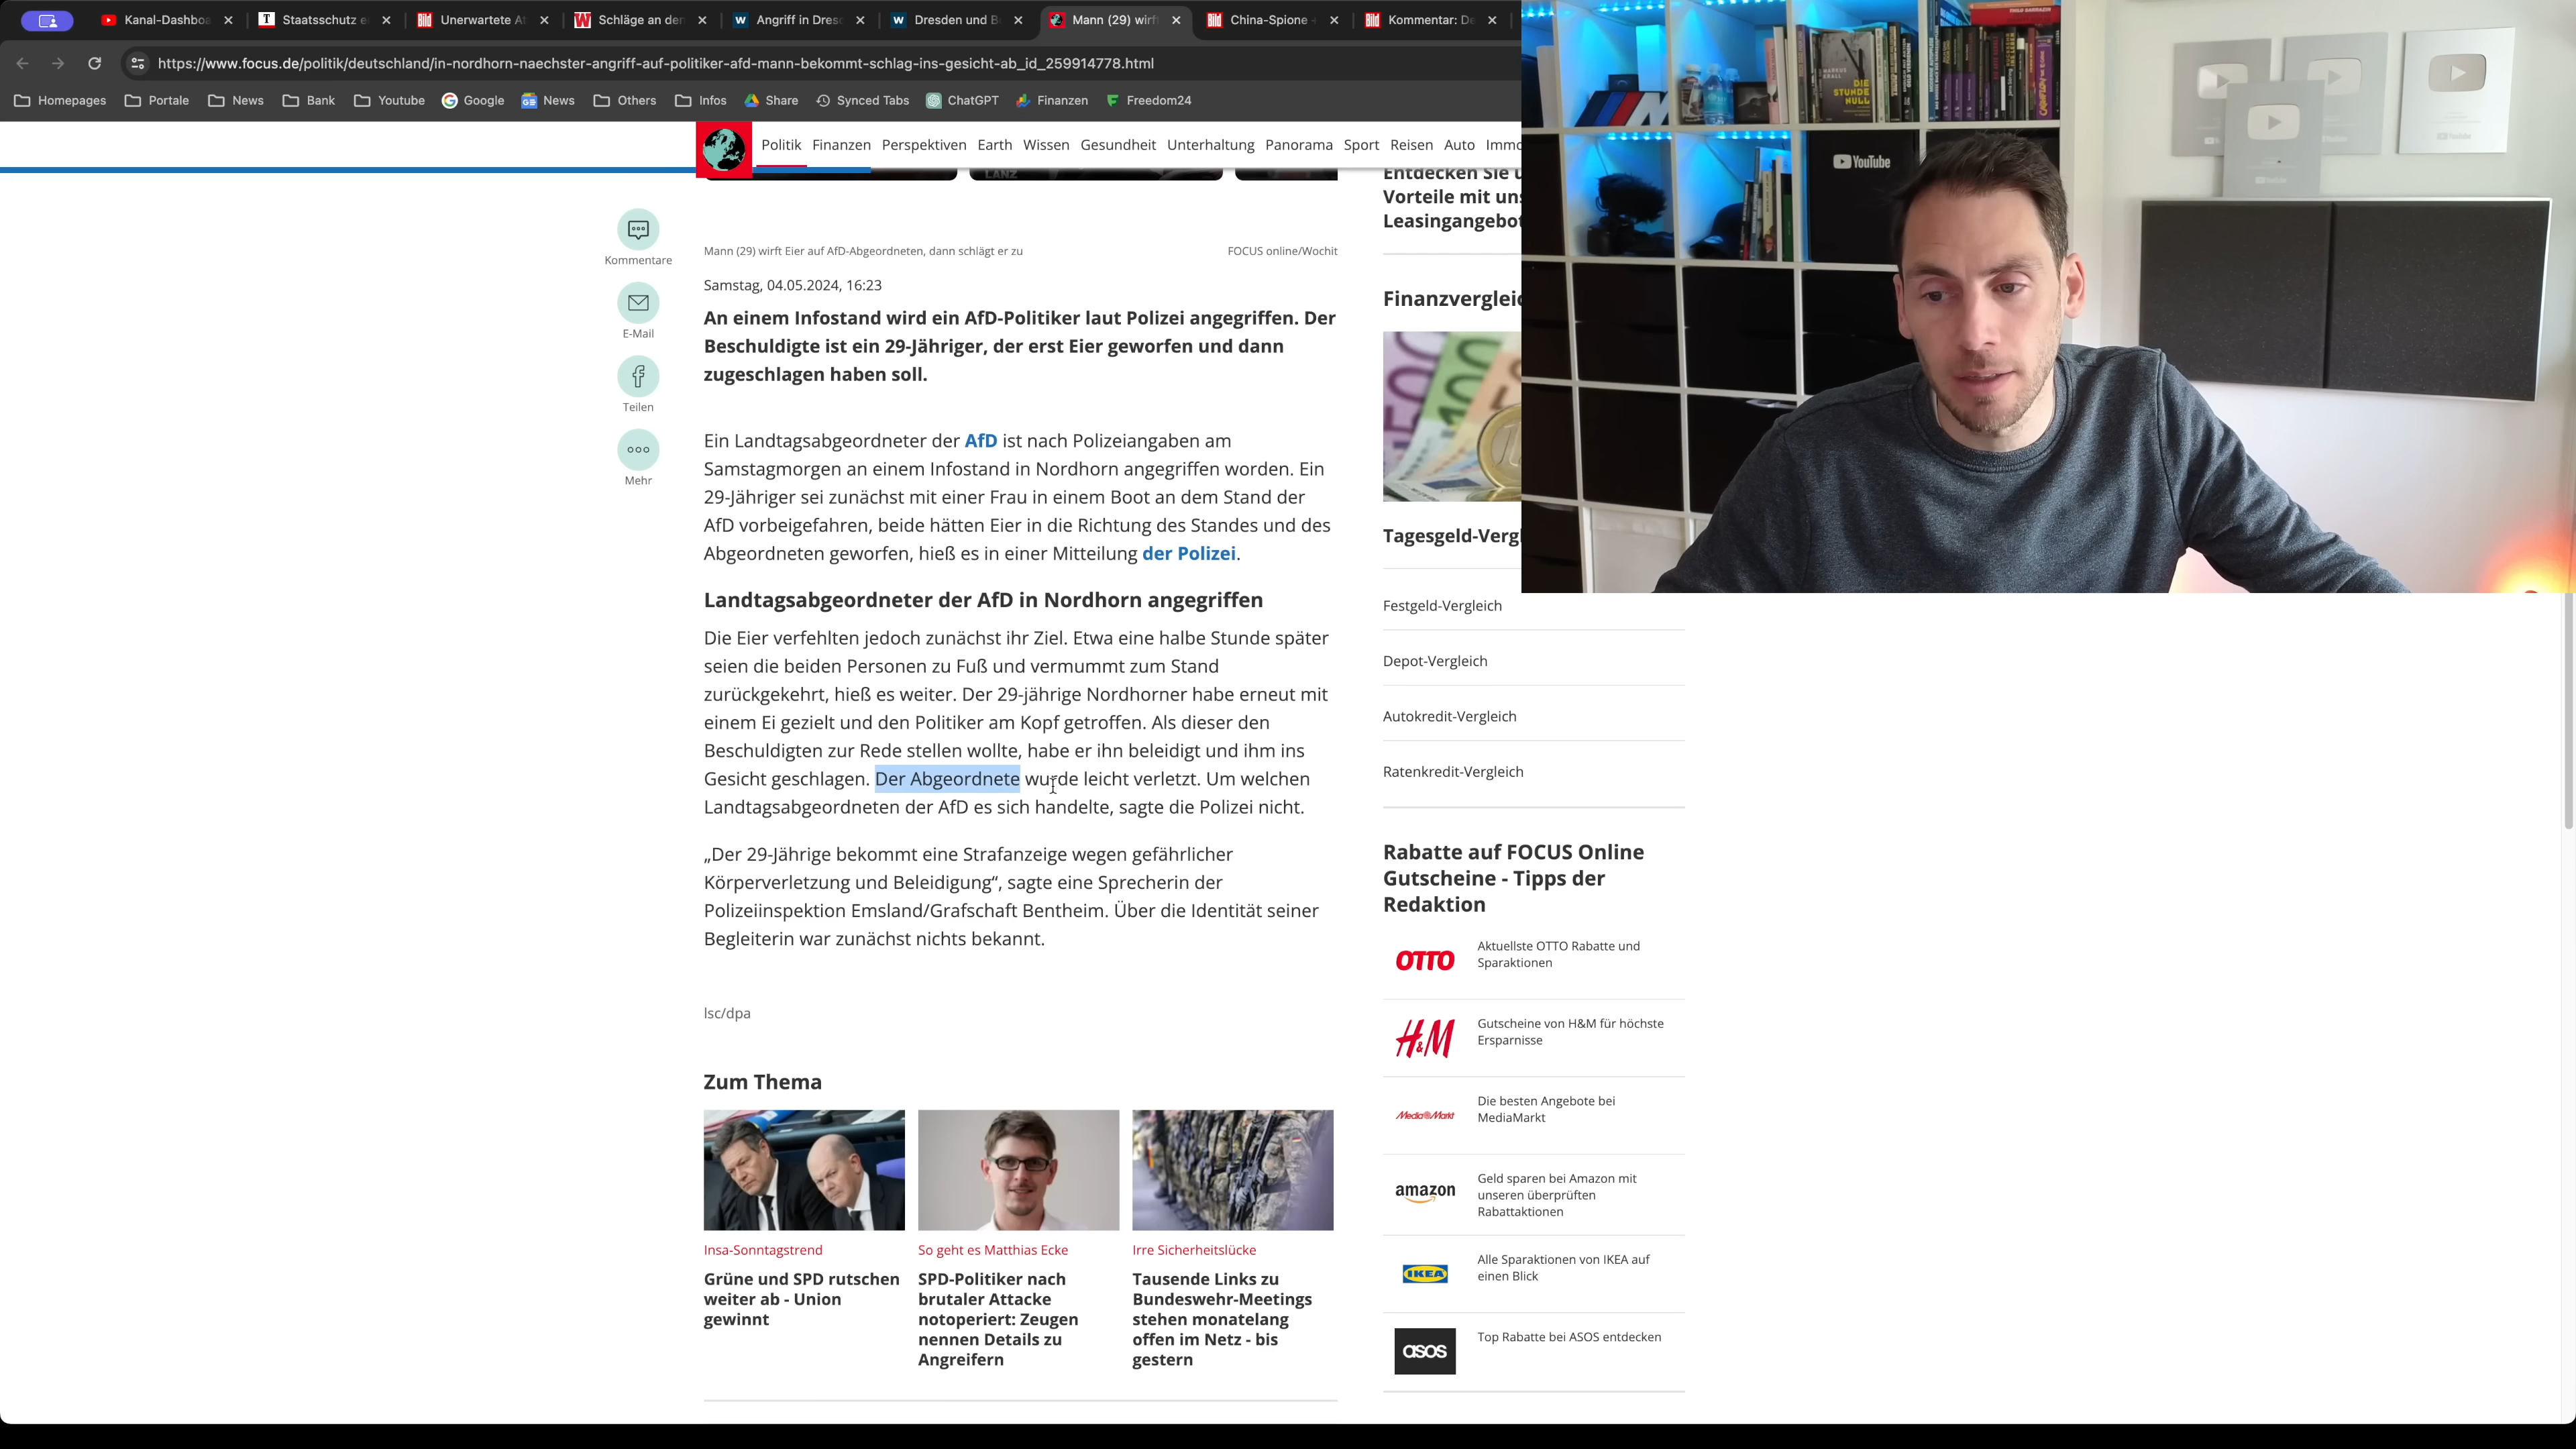 Kanal-Dashboa
Staatsschutz e
Unerwartete At
Schläge an den
Angriff in Dresd
Dresden und B
Mann (29) wirf
China-Spione
Kommentar: De
https://www.focus.de/politik/deutschland/in-nordhorn-naechster-angriff-auf-politiker-afd-mann-bekommt-schlag-ins-gesicht-ab_id_259914778.html
Homepages Portale News Bank Youtube Google News Others Infos Share Synced Tabs ChatGPT Finanzen Freedom24
Politik Finanzen Perspektiven Earth Wissen Gesundheit Unterhaltung Panorama Sport Reisen Auto Immo
LANZ
Kommentare
E-Mail
Teilen
Mehr
Mann (29) wirft Eier auf AfD-Abgeordneten, dann schlägt er zu
FOCUS online/Wochit
Samstag, 04.05.2024, 16:23
An einem Infostand wird ein AfD-Politiker laut Polizei angegriffen. Der
Beschuldigte ist ein 29-Jähriger, der erst Eier geworfen und dann
zugeschlagen haben soll.
Ein Landtagsabgeordneter der AfD ist nach Polizeiangaben am
Samstagmorgen an einem Infostand in Nordhorn angegriffen worden. Ein
29-Jähriger sei zunächst mit einer Frau in einem Boot an dem Stand der
AfD vorbeigefahren, beide hätten Eier in die Richtung des Standes und des
Abgeordneten geworfen, hieß es in einer Mitteilung der Polizei.
Landtagsabgeordneter der AfD in Nordhorn angegriffen
Die Eier verfehlten jedoch zunächst ihr Ziel. Etwa eine halbe Stunde später
seien die beiden Personen zu Fuß und vermummt zum Stand
zurückgekehrt, hieß es weiter. Der 29-jährige Nordhorner habe erneut mit
einem Ei gezielt und den Politiker am Kopf getroffen. Als dieser den
Beschuldigten zur Rede stellen wollte, habe er ihn beleidigt und ihm ins
Gesicht geschlagen. Der Abgeordnete wurde leicht verletzt. Um welchen
Landtagsabgeordneten der AfD es sich handelte, sagte die Polizei nicht.
„Der 29-Jährige bekommt eine Strafanzeige wegen gefährlicher
Körperverletzung und Beleidigung“, sagte eine Sprecherin der
Polizeiinspektion Emsland/Grafschaft Bentheim. Über die Identität seiner
Begleiterin war zunächst nichts bekannt.
lsc/dpa
Zum Thema
Insa-Sonntagstrend
Grüne und SPD rutschen
weiter ab - Union
gewinnt
So geht es Matthias Ecke
SPD-Politiker nach
brutaler Attacke
notoperiert: Zeugen
nennen Details zu
Angreifern
Irre Sicherheitslücke
Tausende Links zu
Bundeswehr-Meetings
stehen monatelang
offen im Netz - bis
gestern
Entdecken Sie u
Vorteile mit uns
Leasingangebot
Finanzvergleic
Tagesgeld-Vergl
Festgeld-Vergleich
Depot-Vergleich
Autokredit-Vergleich
Ratenkredit-Vergleich
Rabatte auf FOCUS Online
Gutscheine - Tipps der
Redaktion
OTTO
Aktuellste OTTO Rabatte und
Sparaktionen
H&M
Gutscheine von H&M für höchste
Ersparnisse
MediaMarkt
Die besten Angebote bei
MediaMarkt
amazon
Geld sparen bei Amazon mit
unseren überprüften
Rabattaktionen
IKEA
Alle Sparaktionen von IKEA auf
einen Blick
asos
Top Rabatte bei ASOS entdecken
DIE
STUNDE
NULL
YouTube